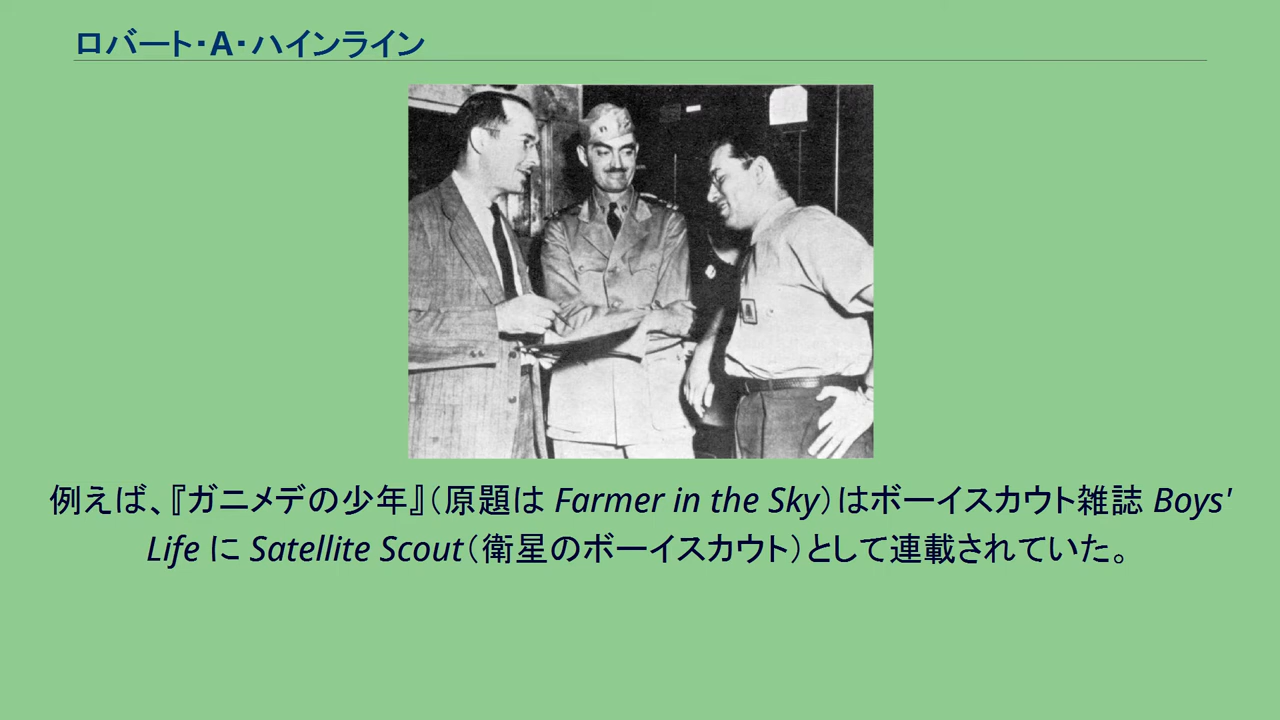 ロバート・A・ハインライン
例えば、『ガニメデの少年』（原題は Farmer in the Sky）はボーイスカウト雑誌 Boys'
Life に Satellite Scout（衛星のボーイスカウト）として連載されていた。